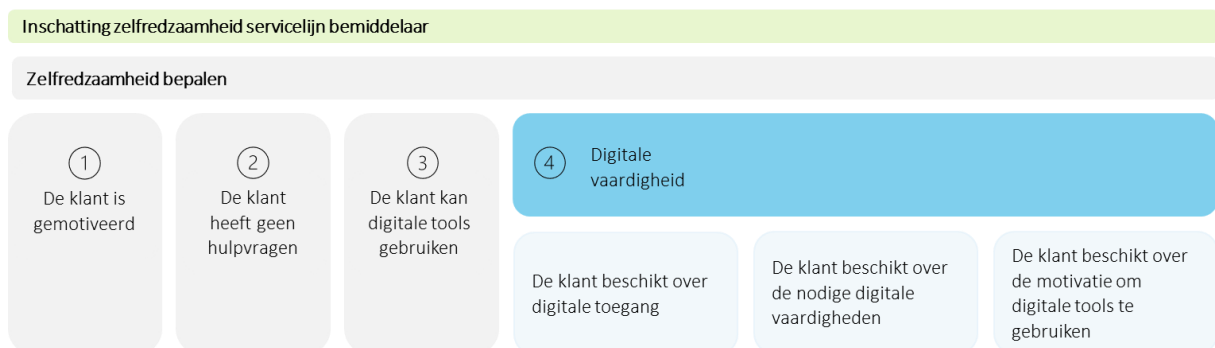 Inschatting zelfredzaamheid servicelijn bemiddelaar
Zelfredzaamheid bepalen
1
De klant is
gemotiveerd
2
De klant
heeft geen
hulpvragen
3
De klant kan
digitale tools
gebruiken
4
Digitale
vaardigheid
De klant beschikt over
digitale toegang
De klant beschikt over
de nodige digitale
vaardigheden
De klant beschikt over
de motivatie om
digitale tools te
gebruiken